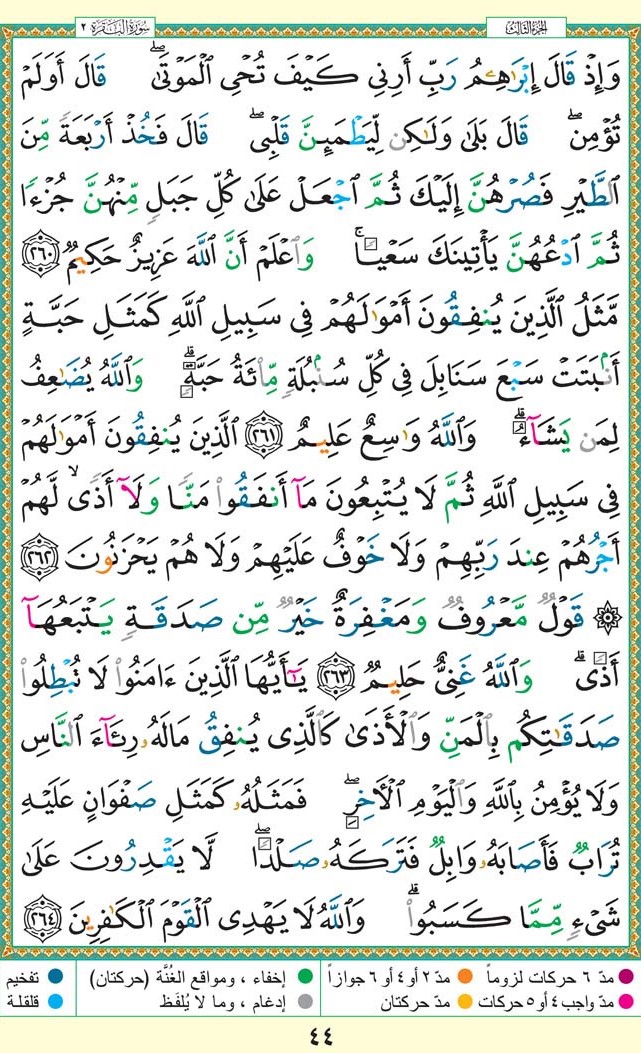 الجزء الثالث
سورة البقرة ٢
وَإِذْ قَالَ إِبْرَٰهِـۧمُ رَبِّ أَرِنِي كَيْفَ تُحْيِ ٱلْمَوْتَىٰ ۖ قَالَ أَوَلَمْ
تُؤْمِن ۖ قَالَ بَلَىٰ وَلَٰكِن لِّيَطْمَئِنَّ قَلْبِي ۖ قَالَ فَخُذْ أَرْبَعَةً مِّنَ
ٱلطَّيْرِ فَصُرْهُنَّ إِلَيْكَ ثُمَّ ٱجْعَلْ عَلَىٰ كُلِّ جَبَلٍ مِّنْهُنَّ جُزْءًا
ثُمَّ ٱدْعُهُنَّ يَأْتِينَكَ سَعْيًا ۚ وَٱعْلَمْ أَنَّ ٱللَّهَ عَزِيزٌ حَكِيمٌ ٢٦٠
مَّثَلُ ٱلَّذِينَ يُنفِقُونَ أَمْوَٰلَهُمْ فِي سَبِيلِ ٱللَّهِ كَمَثَلِ حَبَّةٍ
أَنۢبَتَتْ سَبْعَ سَنَابِلَ فِي كُلِّ سُنۢبُلَةٍ مِّا۟ئَةُ حَبَّةٍ ۗ وَٱللَّهُ يُضَٰعِفُ
لِمَن يَشَآءُ ۗ وَٱللَّهُ وَٰسِعٌ عَلِيمٌ ٢٦١ ٱلَّذِينَ يُنفِقُونَ أَمْوَٰلَهُمْ
فِي سَبِيلِ ٱللَّهِ ثُمَّ لَا يُتْبِعُونَ مَآ أَنفَقُوا۟ مَنًّا وَلَآ أَذًى ۙ لَّهُمْ
أَجْرُهُمْ عِندَ رَبِّهِمْ وَلَا خَوْفٌ عَلَيْهِمْ وَلَا هُمْ يَحْزَنُونَ ٢٦٢
۞ قَوْلٌ مَّعْرُوفٌ وَمَغْفِرَةٌ خَيْرٌ مِّن صَدَقَةٍ يَتْبَعُهَآ
أَذًى ۗ وَٱللَّهُ غَنِيٌّ حَلِيمٌ ٢٦٣ يَٰٓأَيُّهَا ٱلَّذِينَ ءَامَنُوا۟ لَا تُبْطِلُوا۟
صَدَقَٰتِكُم بِٱلْمَنِّ وَٱلْأَذَىٰ كَٱلَّذِي يُنفِقُ مَالَهُۥ رِئَآءَ ٱلنَّاسِ
وَلَا يُؤْمِنُ بِٱللَّهِ وَٱلْيَوْمِ ٱلْـَٔاخِرِ ۖ فَمَثَلُهُۥ كَمَثَلِ صَفْوَانٍ عَلَيْهِ
تُرَابٌ فَأَصَابَهُۥ وَابِلٌ فَتَرَكَهُۥ صَلْدًا ۖ لَّا يَقْدِرُونَ عَلَىٰ
شَيْءٍ مِّمَّا كَسَبُوا۟ ۗ وَٱللَّهُ لَا يَهْدِي ٱلْقَوْمَ ٱلْكَٰفِرِينَ ٢٦٤
مدّ ٦ حركات لزوماً مدّ ٢ أو ٤ أو ٦ جوازاً إخفاء ، ومواقع الغُنَّة (حركتان) تفخيم
مدّ واجب ٤ أو ٥ حركات مدّ حركتان إدغام ، وما لا يُلفَظ قلقلة
٤٤